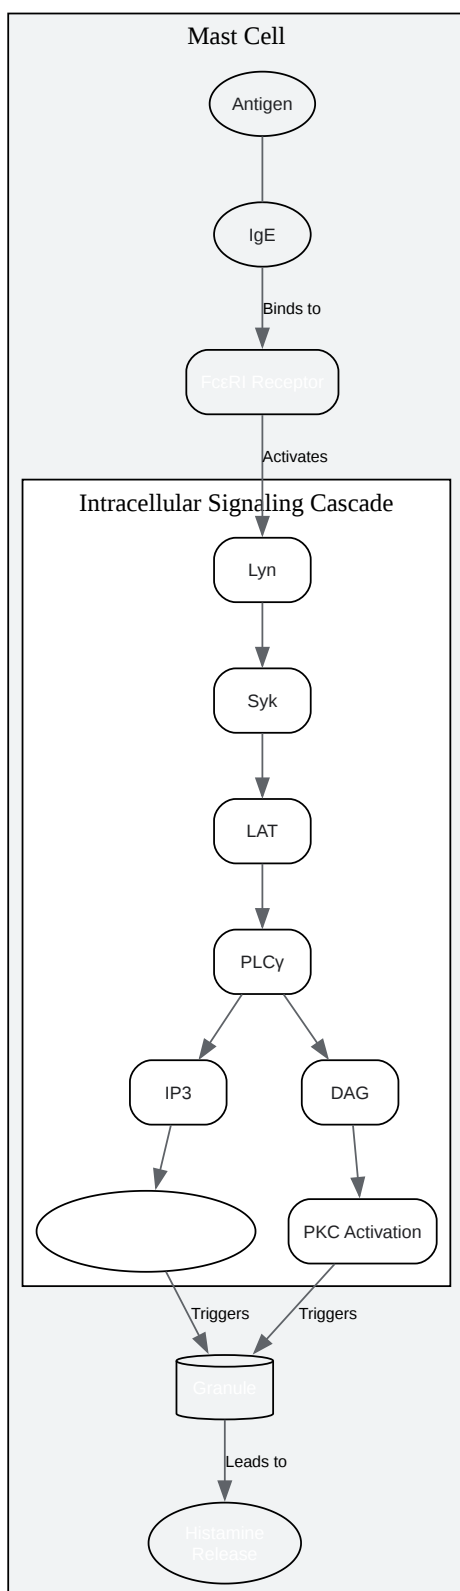 Mast Cell
Antigen
IgE
Binds to
FcεRI Receptor
Activates
Intracellular Signaling Cascade
Lyn
Syk
LAT
PLCγ
IP3
DAG
PKC Activation
Triggers
Triggers
Granule
Leads to
Histamine
Release